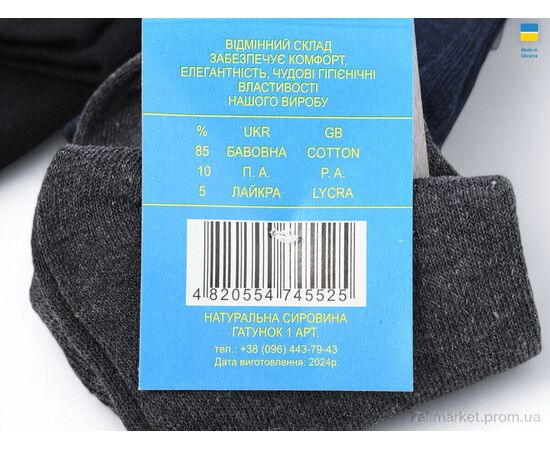 ВІДМІННИЙ СКЛАД
ЗАБЕЗПЕЧУЄ КОМФОРТ,
ЕЛЕГАНТНІСТЬ, ЧУДОВІ ГІГІЄНІЧНІ
ВЛАСТИВОСТІ
НАШОГО ВИРОБУ
% UKR GB
85 БАВОВНА COTTON
10 П. А. P. A.
5 ЛАЙКРА LYCRA
4 820554 745525
НАТУРАЛЬНА СИРОВИНА
ГАТУНОК 1 АРТ.
тел.: +38 (096) 443-79-43
Дата виготовлення: 2024р.
Made in
Ukraine
7al.market.prom.ua